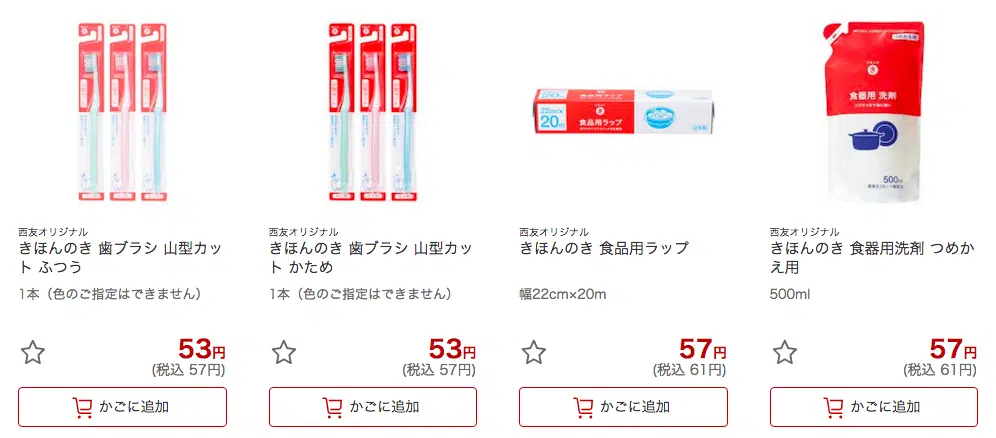 22cm×
20m
食品用ラップ
食器用 洗剤
500ml
西友オリジナル
きほんのき 歯ブラシ 山型カッ
ト ふつう
1本（色のご指定はできません）
53円
(税込 57円)
かごに追加
西友オリジナル
きほんのき 歯ブラシ 山型カッ
ト かため
1本（色のご指定はできません）
53円
(税込 57円)
かごに追加
西友オリジナル
きほんのき 食品用ラップ
幅22cm×20m
57円
(税込 61円)
かごに追加
西友オリジナル
きほんのき 食器用洗剤 つめか
え用
500ml
57円
(税込 61円)
かごに追加